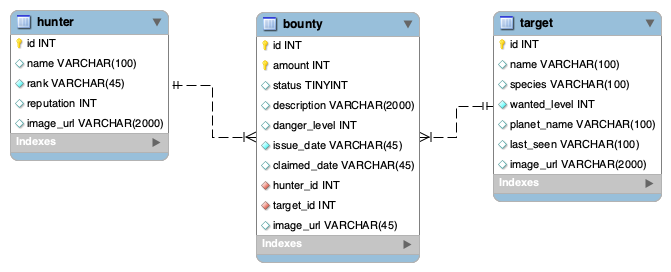 hunter
id INT
name VARCHAR(100)
rank VARCHAR(45)
reputation INT
image_url VARCHAR(2000)
Indexes
bounty
id INT
amount INT
status TINYINT
description VARCHAR(2000)
danger_level INT
issue_date VARCHAR(45)
claimed_date VARCHAR(45)
hunter_id INT
target_id INT
image_url VARCHAR(45)
Indexes
target
id INT
name VARCHAR(100)
species VARCHAR(100)
wanted_level INT
planet_name VARCHAR(100)
last_seen VARCHAR(100)
image_url VARCHAR(2000)
Indexes